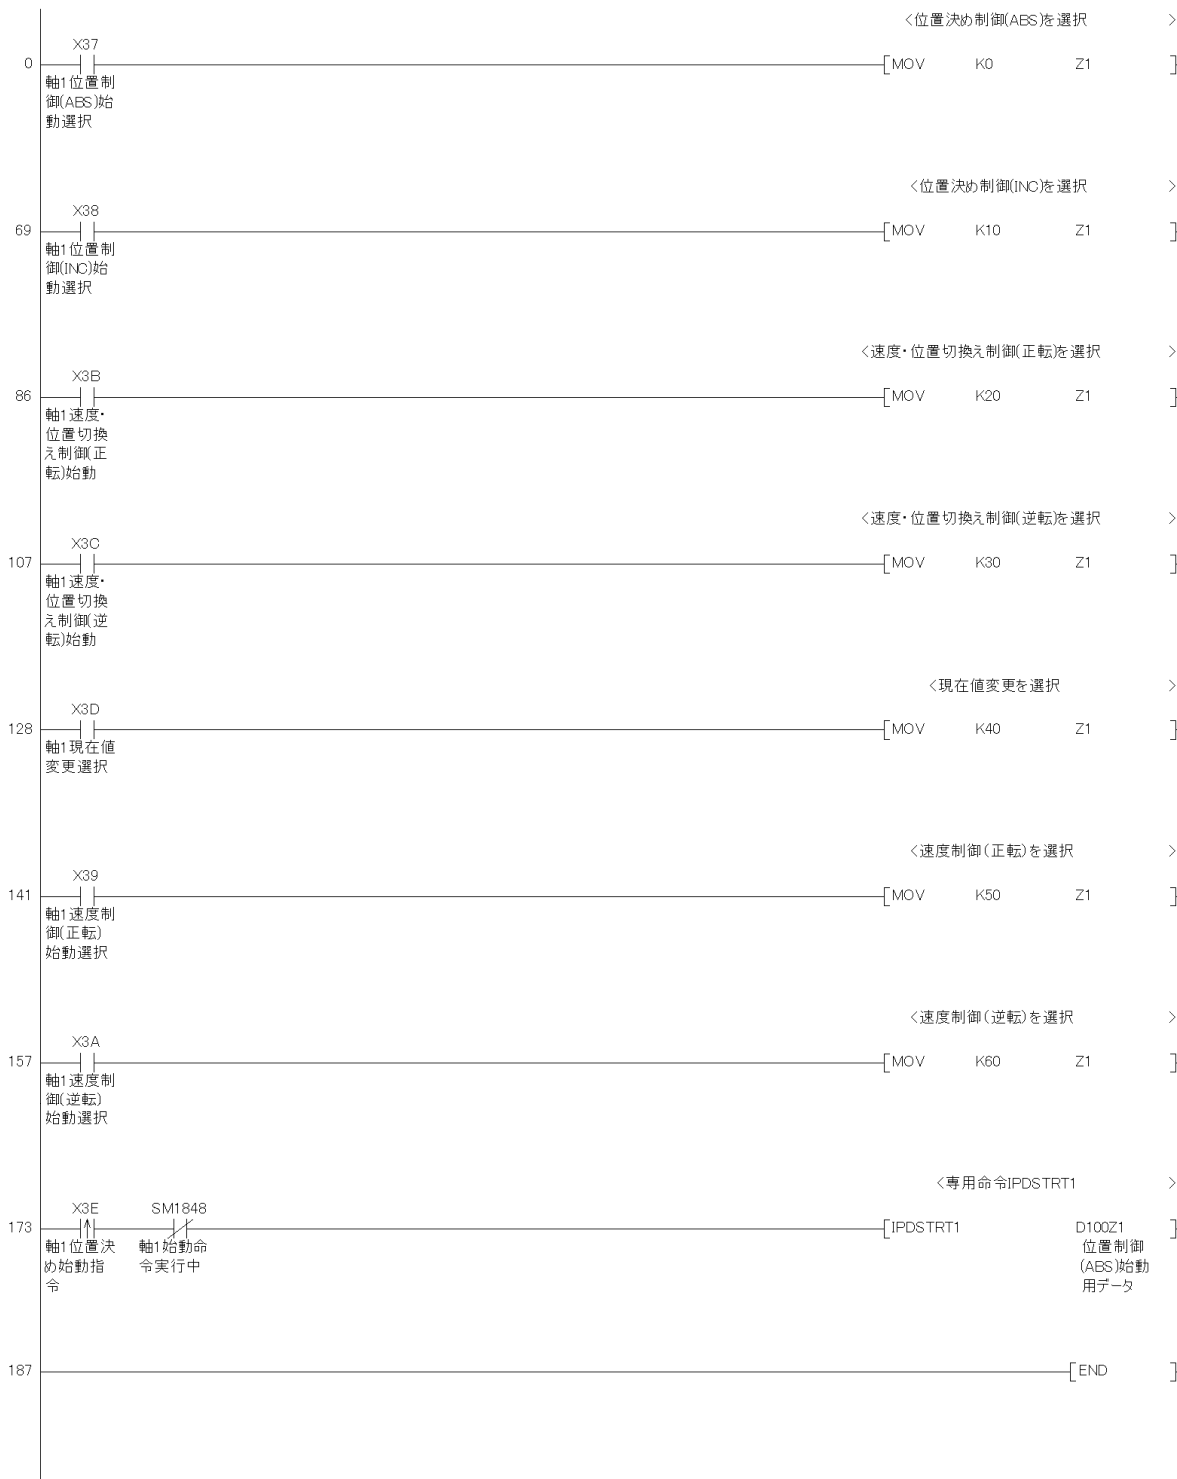 <位置決め制御(ABS)を選択 >
X37
0 [MOV K0 Z1 ]
軸1位置制
御(ABS)始
動選択
<位置決め制御(INC)を選択 >
X38
69 [MOV K10 Z1 ]
軸1位置制
御(INC)始
動選択
<速度・位置切換え制御(正転)を選択 >
X3B
86 [MOV K20 Z1 ]
軸1速度・
位置切換
え制御(正
転)始動
<速度・位置切換え制御(逆転)を選択 >
X3C
107 [MOV K30 Z1 ]
軸1速度・
位置切換
え制御(逆
転)始動
<現在値変更を選択 >
X3D
128 [MOV K40 Z1 ]
軸1現在値
変更選択
<速度制御(正転)を選択 >
X39
141 [MOV K50 Z1 ]
軸1速度制
御(正転)
始動選択
<速度制御(逆転)を選択 >
X3A
157 [MOV K60 Z1 ]
軸1速度制
御(逆転)
始動選択
<専用命令IPDSTRT1 >
X3E SM1848
173 [IPDSTRT1 D100Z1 ]
軸1位置決 軸1始動命 位置制御
め始動指 令実行中 (ABS)始動
令 用データ
187 [END ]